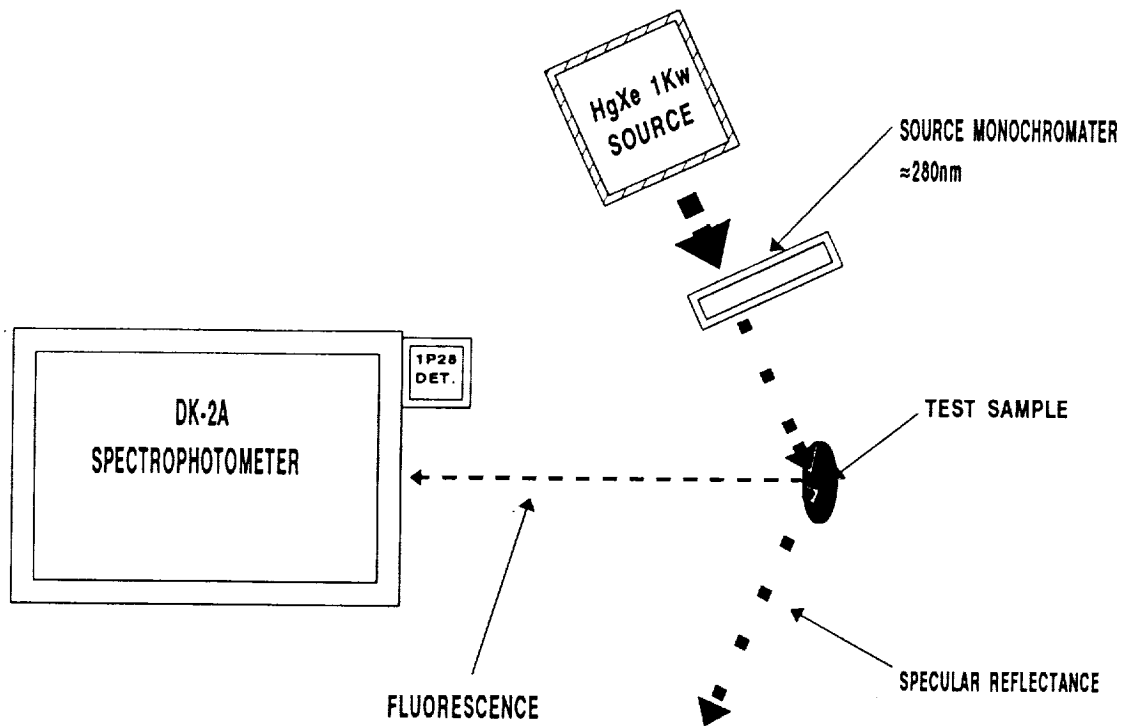 HgXe 1Kw
SOURCE
SOURCE MONOCHROMATER
≈280nm
1P28
DET.
DK-2A
SPECTROPHOTOMETER
TEST SAMPLE
FLUORESCENCE
SPECULAR REFLECTANCE